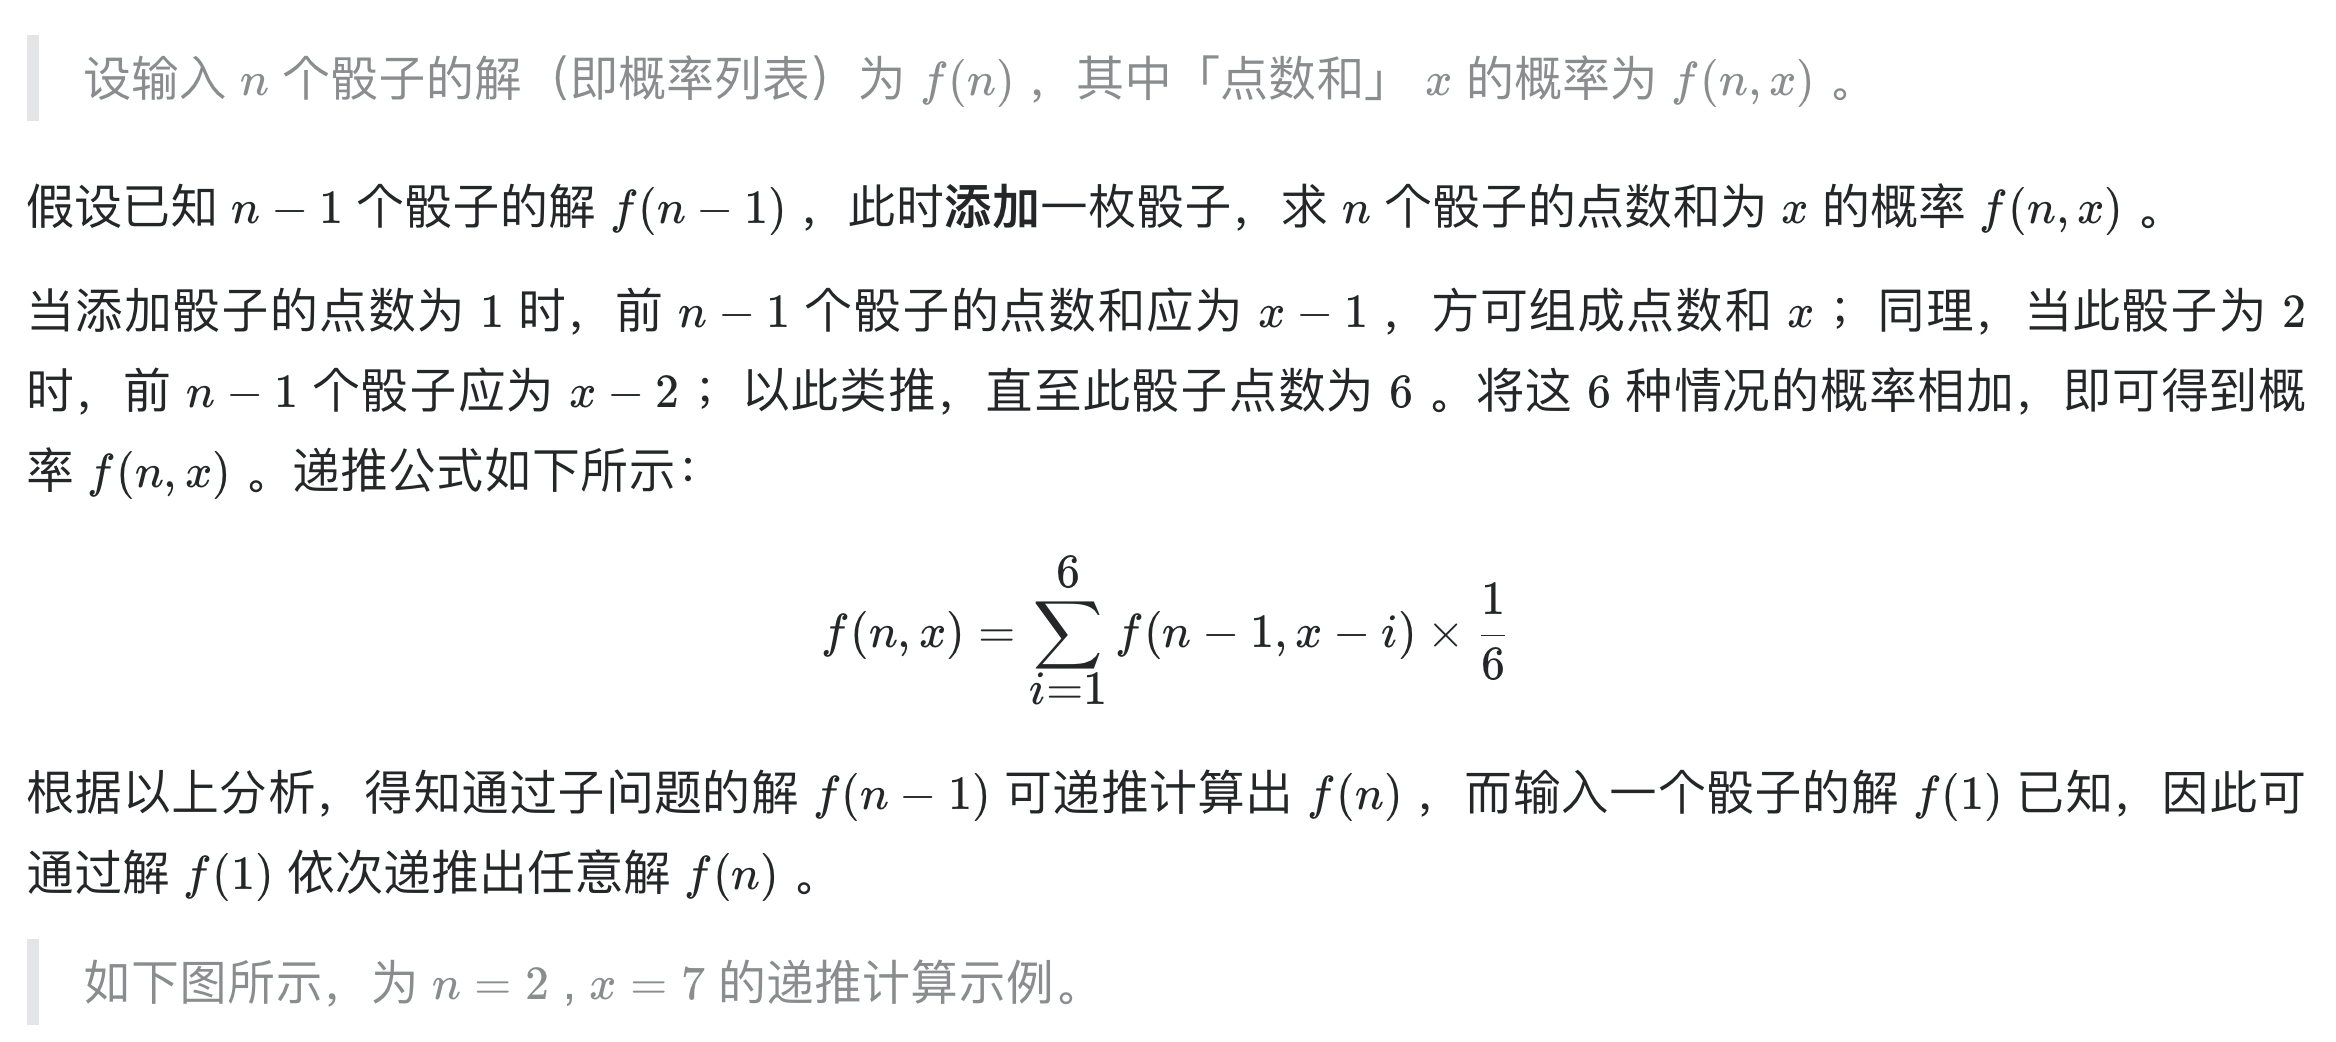 设输入 n 个骰子的解（即概率列表）为 f(n) ，其中「点数和」 x 的概率为 f(n, x) 。
假设已知 n − 1 个骰子的解 f(n − 1) ，此时添加一枚骰子，求 n 个骰子的点数和为 x 的概率 f(n, x) 。
当添加骰子的点数为 1 时，前 n − 1 个骰子的点数和应为 x − 1 ，方可组成点数和 x ；同理，当此骰子为 2
时，前 n − 1 个骰子应为 x − 2 ；以此类推，直至此骰子点数为 6 。将这 6 种情况的概率相加，即可得到概
率 f(n, x) 。递推公式如下所示：
f(n, x) = \sum_{i=1}^{6} f(n − 1, x − i) × \frac{1}{6}
根据以上分析，得知通过子问题的解 f(n − 1) 可递推计算出 f(n) ，而输入一个骰子的解 f(1) 已知，因此可
通过解 f(1) 依次递推出任意解 f(n) 。
如下图所示，为 n = 2 , x = 7 的递推计算示例。